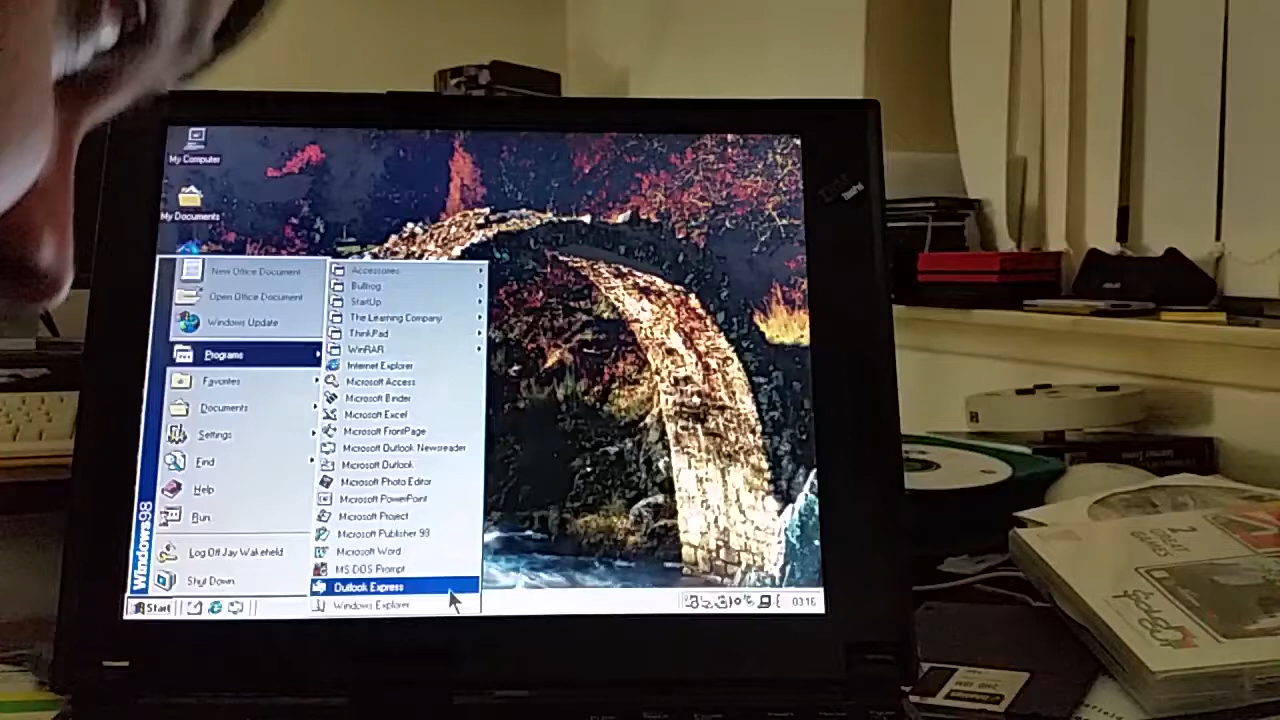 My Computer
My Documents
New Office Document
Open Office Document
Windows Update
Programs
Favorites
Documents
Settings
Find
Help
Run
Log Off Jay Wakefield
Shut Down
Windows98
Accessories
Bullfrog
StartUp
The Learning Company
ThinkPad
WinRAR
Internet Explorer
Microsoft Access
Microsoft Binder
Microsoft Excel
Microsoft FrontPage
Microsoft Outlook Newsreader
Microsoft Outlook
Microsoft Photo Editor
Microsoft PowerPoint
Microsoft Project
Microsoft Publisher 98
Microsoft Word
MS-DOS Prompt
Outlook Express
Windows Explorer
Start
03:16
2 GREAT
GAMES